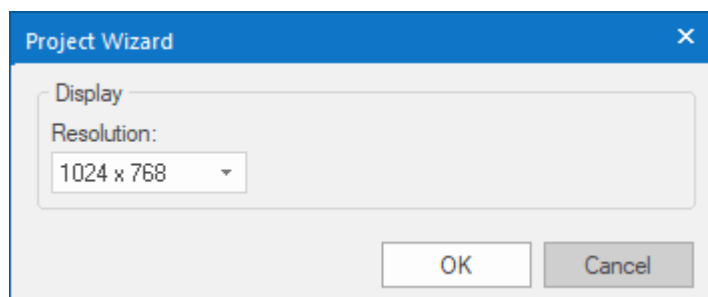 Project Wizard
Display
Resolution:
1024 x 768
OK Cancel